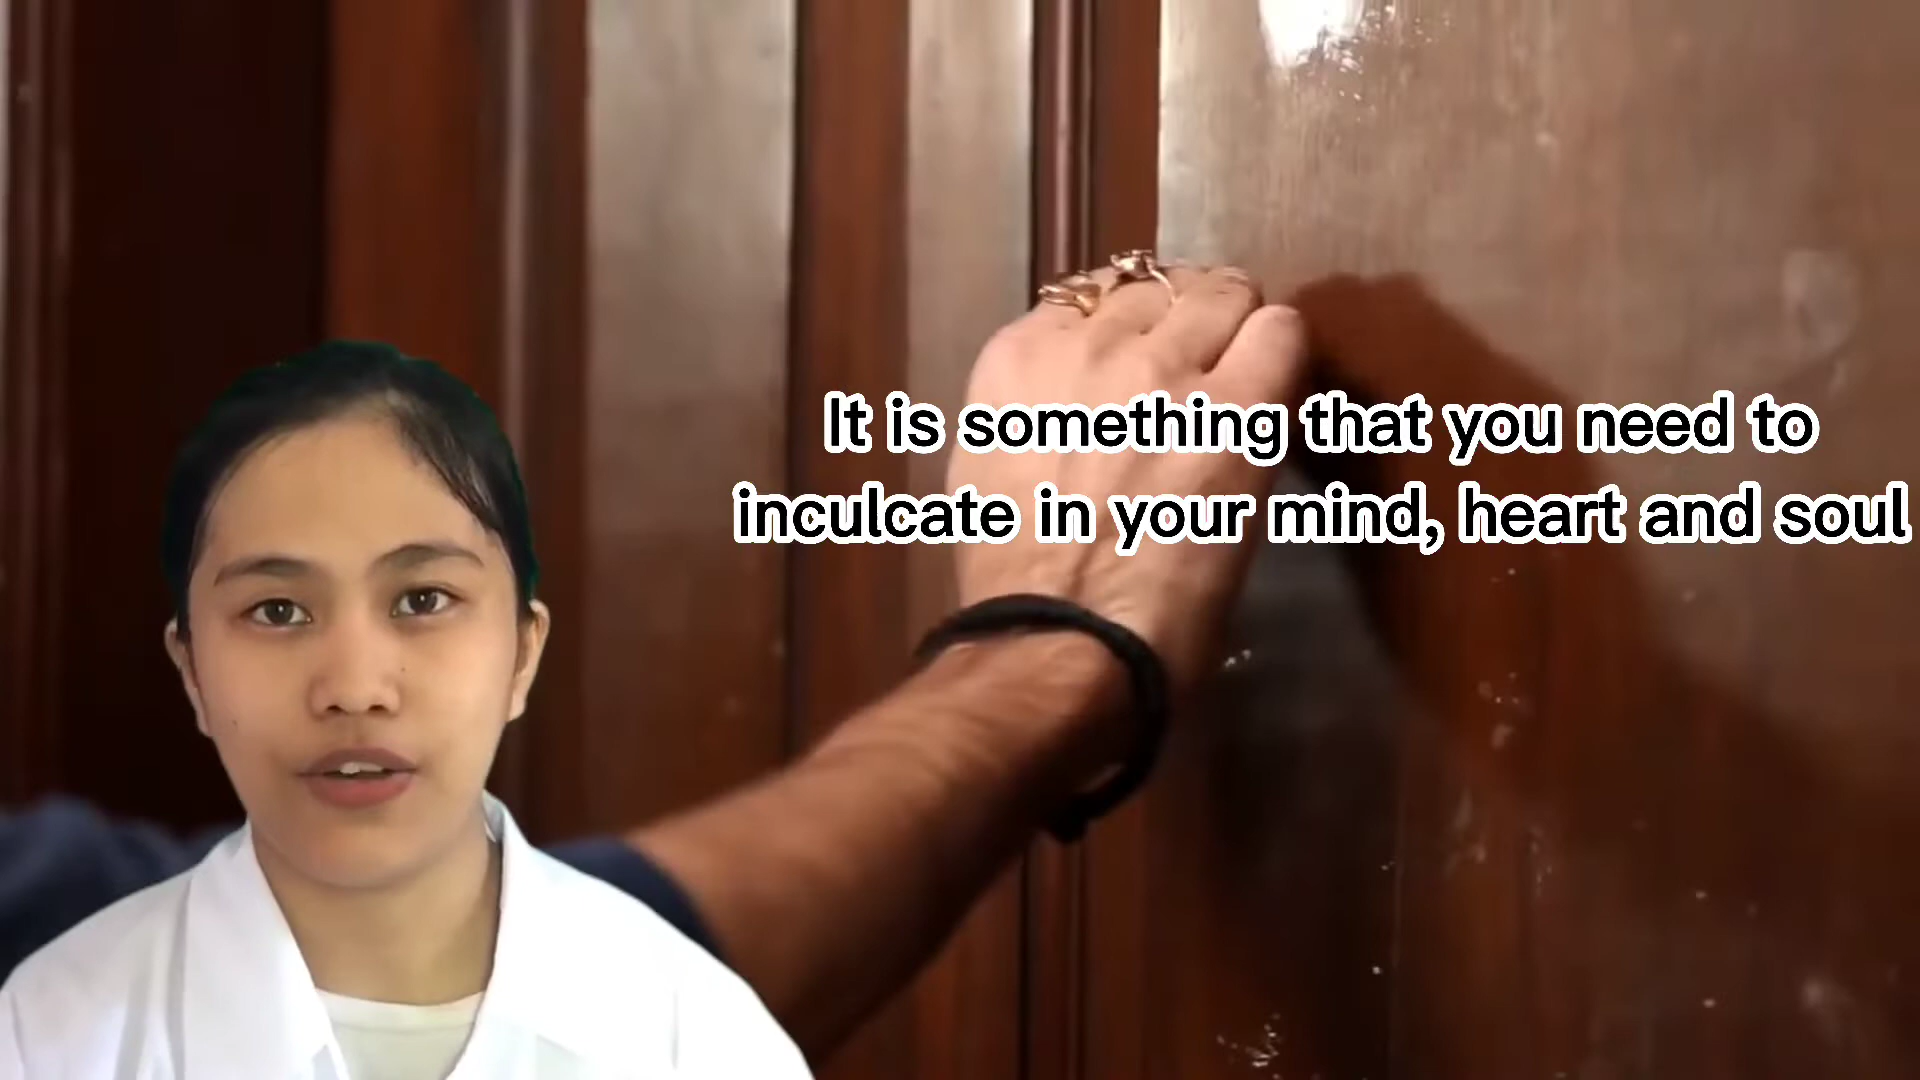 It is something that you need to
inculcate in your mind, heart and soul